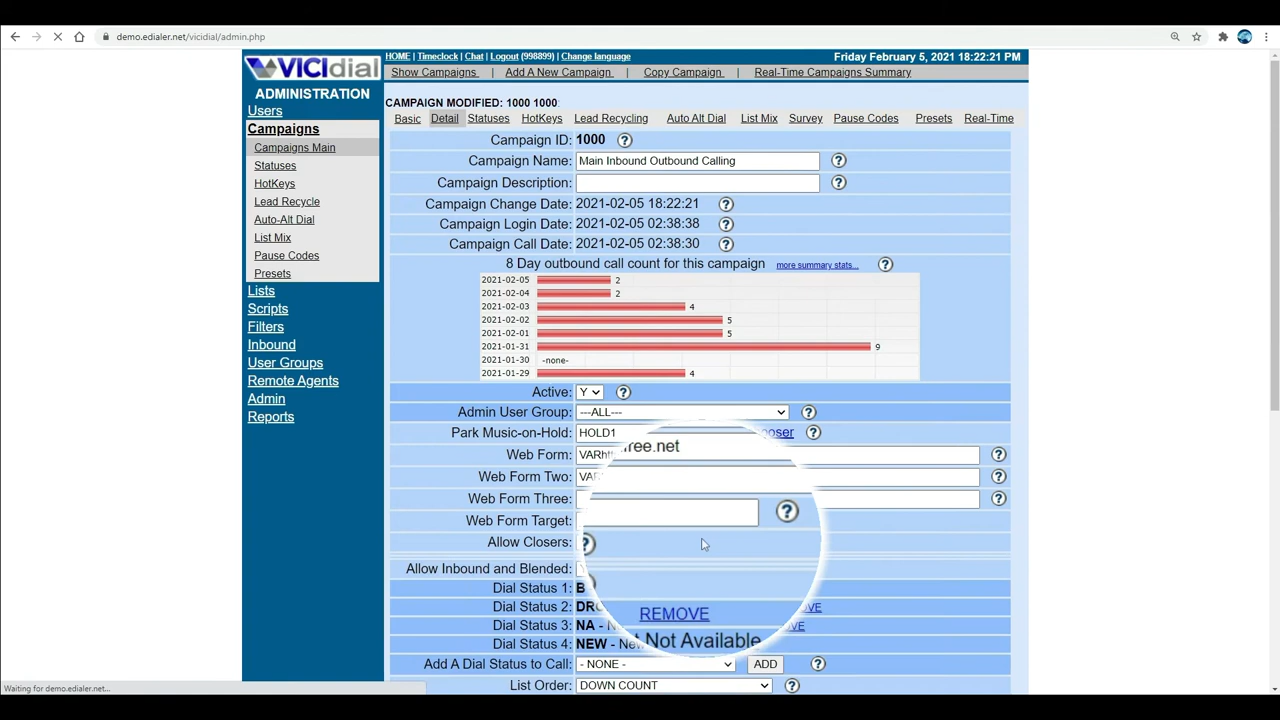 demo.edialer.net/vicidial/admin.php
VICIdial
HOME | Timeclock | Chat | Logout (998899) | Change language
Friday February 5, 2021 18:22:21 PM
Show Campaigns | Add A New Campaign | Copy Campaign | Real-Time Campaigns Summary
ADMINISTRATION
Users
Campaigns
Campaigns Main
Statuses
HotKeys
Lead Recycle
Auto-Alt Dial
List Mix
Pause Codes
Presets
Lists
Scripts
Filters
Inbound
User Groups
Remote Agents
Admin
Reports
CAMPAIGN MODIFIED: 1000 1000:
Basic Detail Statuses HotKeys Lead Recycling Auto Alt Dial List Mix Survey Pause Codes Presets Real-Time
Campaign ID: 1000 ?
Campaign Name: Main Inbound Outbound Calling ?
Campaign Description: ?
Campaign Change Date: 2021-02-05 18:22:21 ?
Campaign Login Date: 2021-02-05 02:38:38 ?
Campaign Call Date: 2021-02-05 02:38:30 ?
8 Day outbound call count for this campaign more summary stats... ?
2021-02-05 2
2021-02-04 2
2021-02-03 4
2021-02-02 5
2021-02-01 5
2021-01-31 9
2021-01-30 -none-
2021-01-29 4
Active: Y ?
Admin User Group: ---ALL--- ?
Park Music-on-Hold: HOLD1 ?
free.net
Web Form: ?
Web Form Two: ?
Web Form Three: ?
Web Form Target: ?
Allow Closers: ?
Allow Inbound and Blended:
Dial Status 1:
Dial Status 2:
REMOVE
Dial Status 3: NA -
Not Available
Dial Status 4: NEW -
Add A Dial Status to Call: - NONE - ADD ?
List Order: DOWN COUNT ?
Waiting for demo.edialer.net...